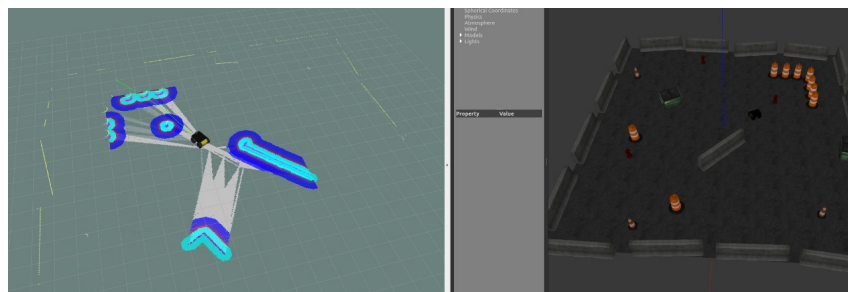 Spherical Coordinates
Physics
Atmosphere
Wind
Models
Lights
Property Value